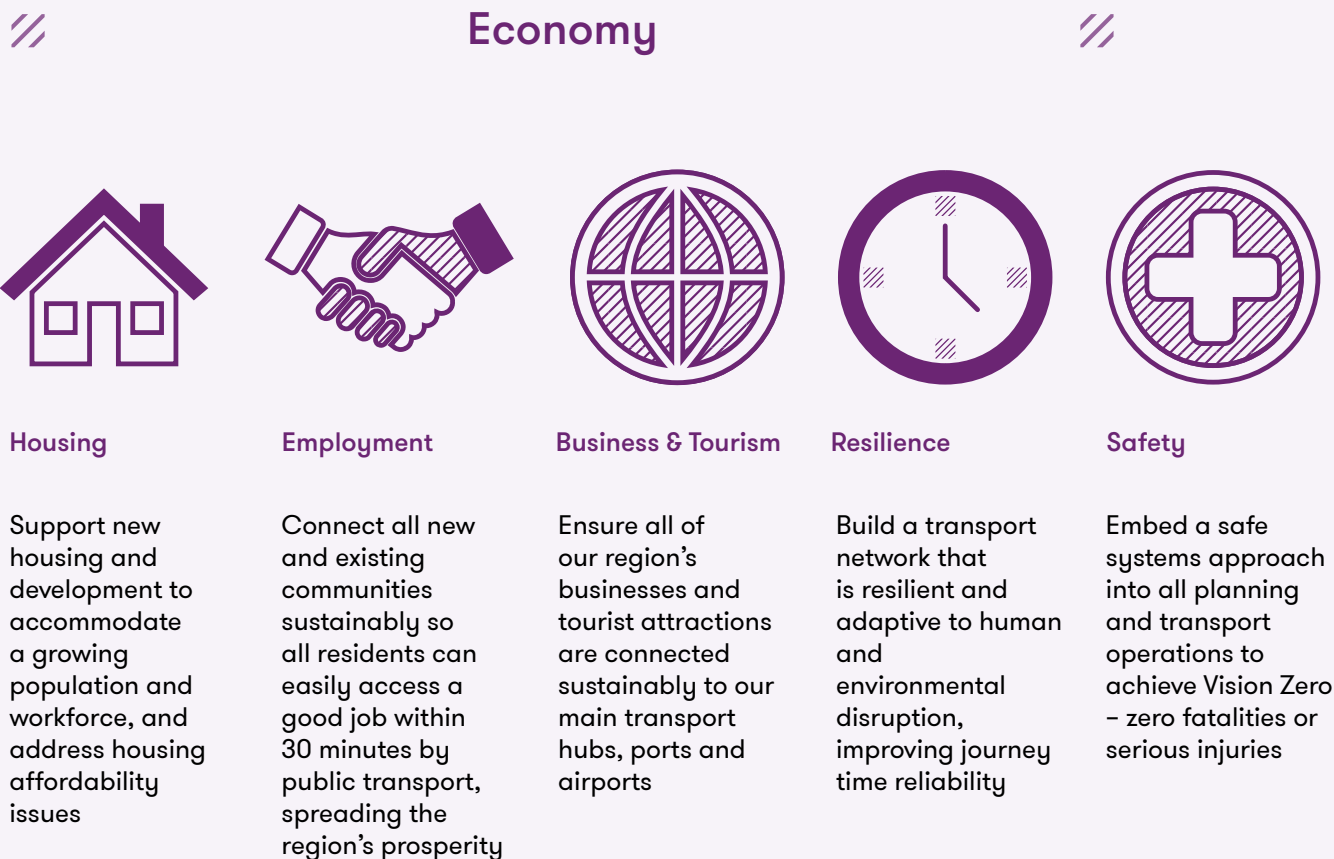 Economy
Housing
Support new
housing and
development to
accommodate
a growing
population and
workforce, and
address housing
affordability
issues
Employment
Connect all new
and existing
communities
sustainably so
all residents can
easily access a
good job within
30 minutes by
public transport,
spreading the
region's prosperity
Business & Tourism
Ensure all of
our region's
businesses and
tourist attractions
are connected
sustainably to our
main transport
hubs, ports and
airports
Resilience
Build a transport
network that
is resilient and
adaptive to human
and
environmental
disruption,
improving journey
time reliability
Safety
Embed a safe
systems approach
into all planning
and transport
operations to
achieve Vision Zero
– zero fatalities or
serious injuries